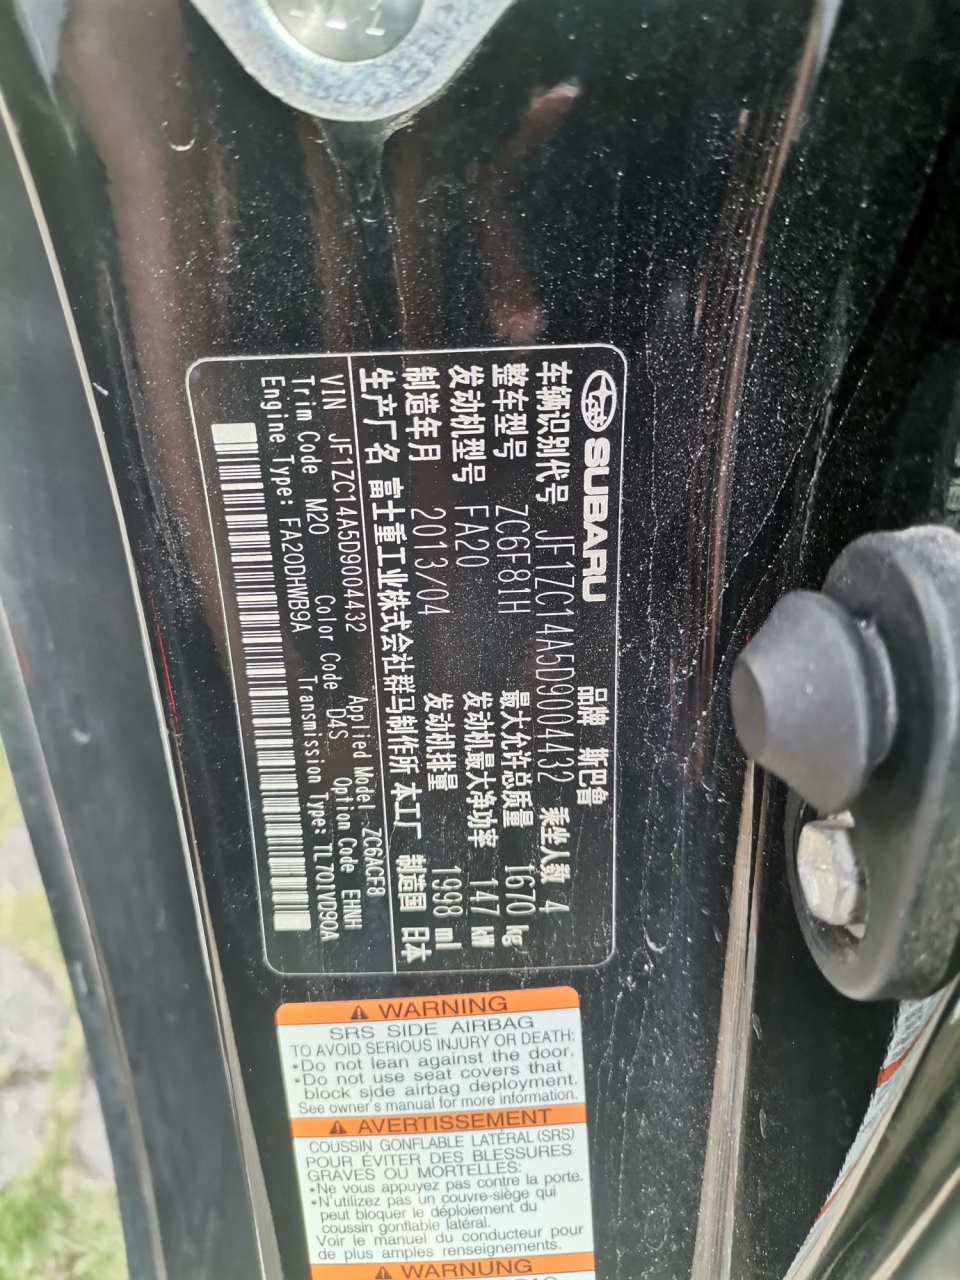 SUBARU 品牌 斯巴鲁
车辆识别代号 JF1ZC14A5D9004432 乘坐人数 4
整车型号 ZC6F81H 最大允许总质量 1670 kg
发动机型号 FA20 发动机最大净功率 147 kW
制造年月 2013/04 发动机排量 1998 ml
生产厂名 富士重工业株式会社群马制作所 本工厂 制造国 日本
VIN JF1ZC14A5D9004432 Applied Model ZC6ACF8
Trim Code M20 Color Code D4S Option Code EHNH
Engine Type: FA20DHWB9A Transmission Type: TL701VD90A
WARNING
SRS SIDE AIRBAG
TO AVOID SERIOUS INJURY OR DEATH:
•Do not lean against the door.
•Do not use seat covers that
block side airbag deployment.
See owner's manual for more information.
AVERTISSEMENT
COUSSIN GONFLABLE LATÉRAL (SRS)
POUR ÉVITER DES BLESSURES
GRAVES OU MORTELLES:
•Ne vous appuyez pas contre la porte.
•N'utilizez pas un couvre-siège qui
peut bloquer le déploiement du
coussin gonflable latéral.
Voir le manuel du conducteur pour
de plus amples renseignements.
WARNUNG